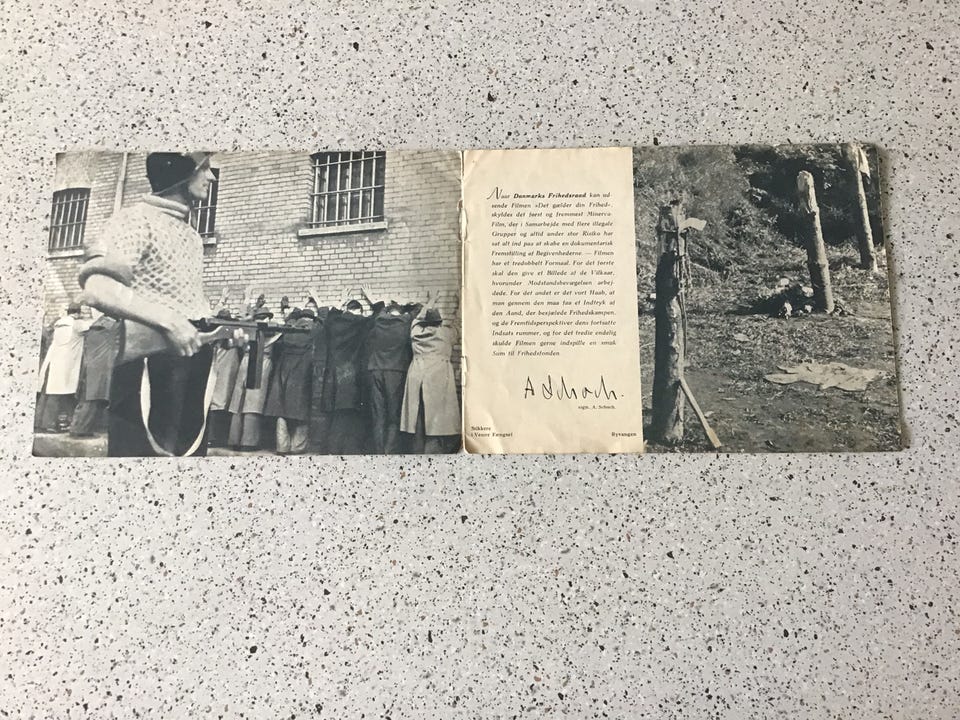 Naar Danmarks Frihedsraad kan ud-
sende Filmen »Det gælder din Frihed«
skyldes det først og fremmest Minerva-
Film, der i Samarbejde med flere illegale
Grupper og altid under stor Risiko har
sat alt ind paa at skabe en dokumentarisk
Fremstilling af Begivenhederne. — Filmen
har et tredobbelt Formaal. For det første
skal den give et Billede af de Vilkaar,
hvorunder Modstandsbevægelsen arbej-
dede. For det andet er det vort Haab, at
man gennem den maa faa et Indtryk af
den Aand, der besjælede Frihedskampen,
og de Fremtidsperspektiver dens fortsatte
Indsats rummer, og for det tredie endelig
skulde Filmen gerne indspille en smuk
Sum til Frihedsfonden
A Schoch.
sign. A. Schoch.
Stikkere
i Vestre Fængsel
Ryvangen